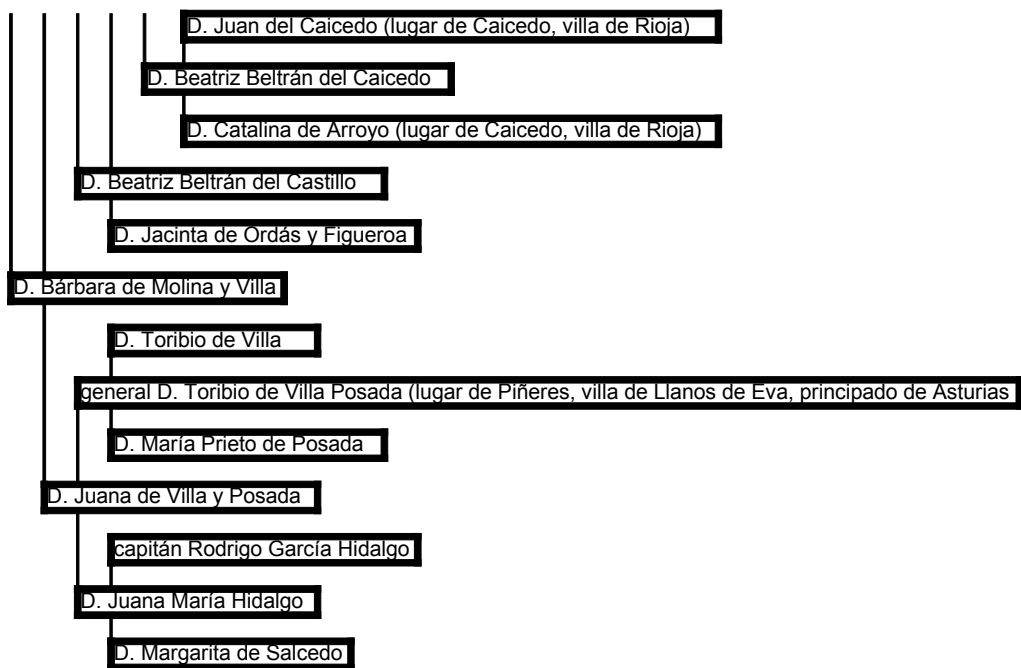 D. Juan del Caicedo (lugar de Caicedo, villa de Rioja)
D. Beatriz Beltrán del Caicedo
D. Catalina de Arroyo (lugar de Caicedo, villa de Rioja)
D. Beatriz Beltrán del Castillo
D. Jacinta de Ordás y Figueroa
D. Bárbara de Molina y Villa
D. Toribio de Villa
general D. Toribio de Villa Posada (lugar de Piñeres, villa de Llanos de Eva, principado de Asturias
D. María Prieto de Posada
D. Juana de Villa y Posada
capitán Rodrigo García Hidalgo
D. Juana María Hidalgo
D. Margarita de Salcedo